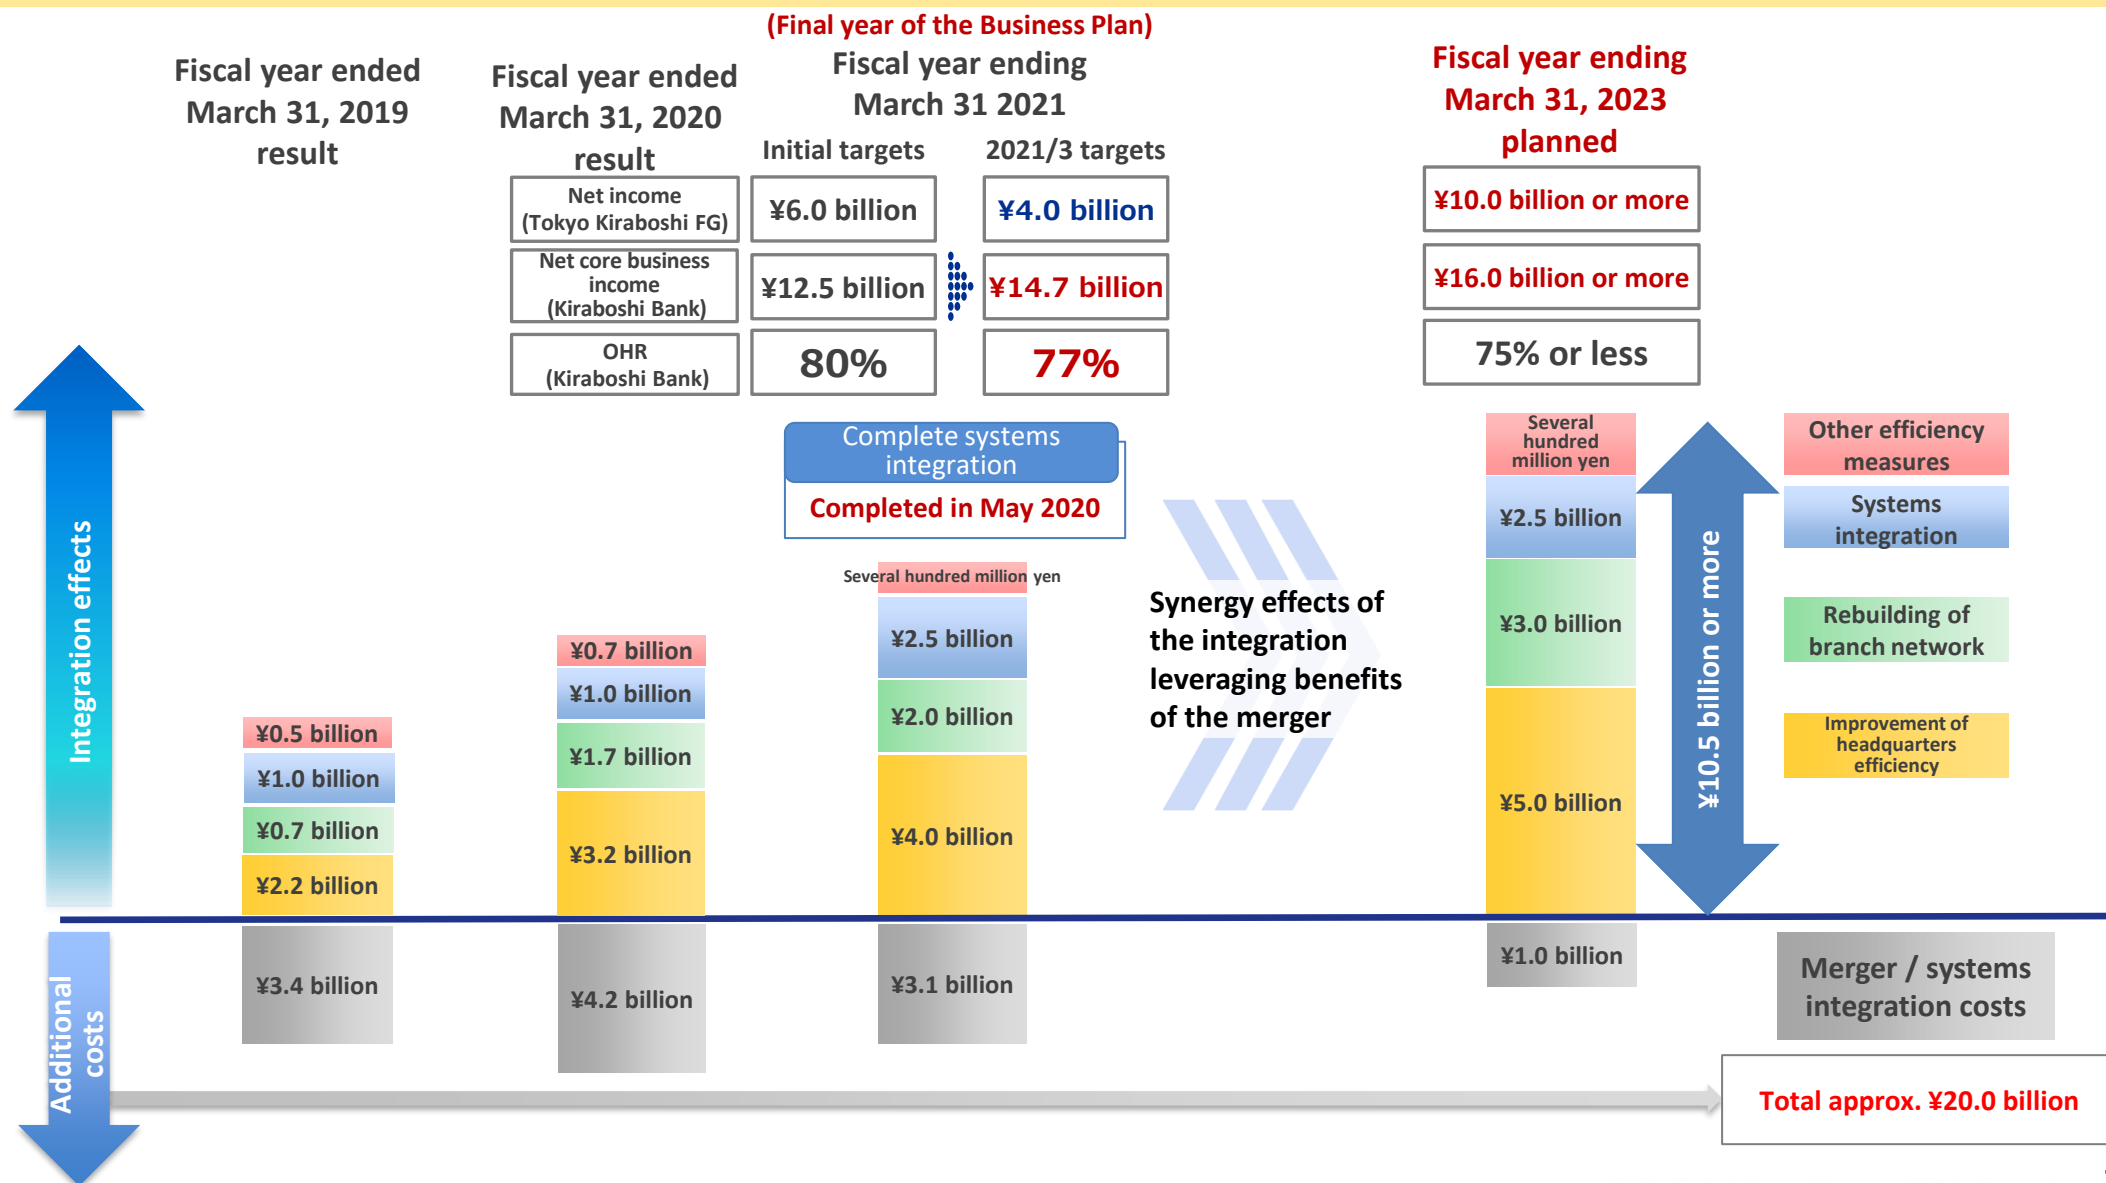 (Final year of the Business Plan)
Fiscal year ended
March 31, 2019
result
Fiscal year ended
March 31, 2020
result
Fiscal year ending
March 31 2021
Initial targets
2021/3 targets
Fiscal year ending
March 31, 2023
planned
Net income
(Tokyo Kiraboshi FG)
¥6.0 billion
¥4.0 billion
¥10.0 billion or more
Net core business
income
(Kiraboshi Bank)
¥12.5 billion
¥14.7 billion
¥16.0 billion or more
OHR
(Kiraboshi Bank)
80%
77%
75% or less
Complete systems
integration
Completed in May 2020
Integration effects
¥0.5 billion
¥1.0 billion
¥0.7 billion
¥2.2 billion
¥0.7 billion
¥1.0 billion
¥1.7 billion
¥3.2 billion
Several hundred million yen
¥2.5 billion
¥2.0 billion
¥4.0 billion
Synergy effects of
the integration
leveraging benefits
of the merger
Several
hundred
million yen
¥2.5 billion
¥3.0 billion
¥5.0 billion
¥10.5 billion or more
Other efficiency
measures
Systems
integration
Rebuilding of
branch network
Improvement of
headquarters
efficiency
Additional
costs
¥3.4 billion
¥4.2 billion
¥3.1 billion
¥1.0 billion
Merger / systems
integration costs
Total approx. ¥20.0 billion